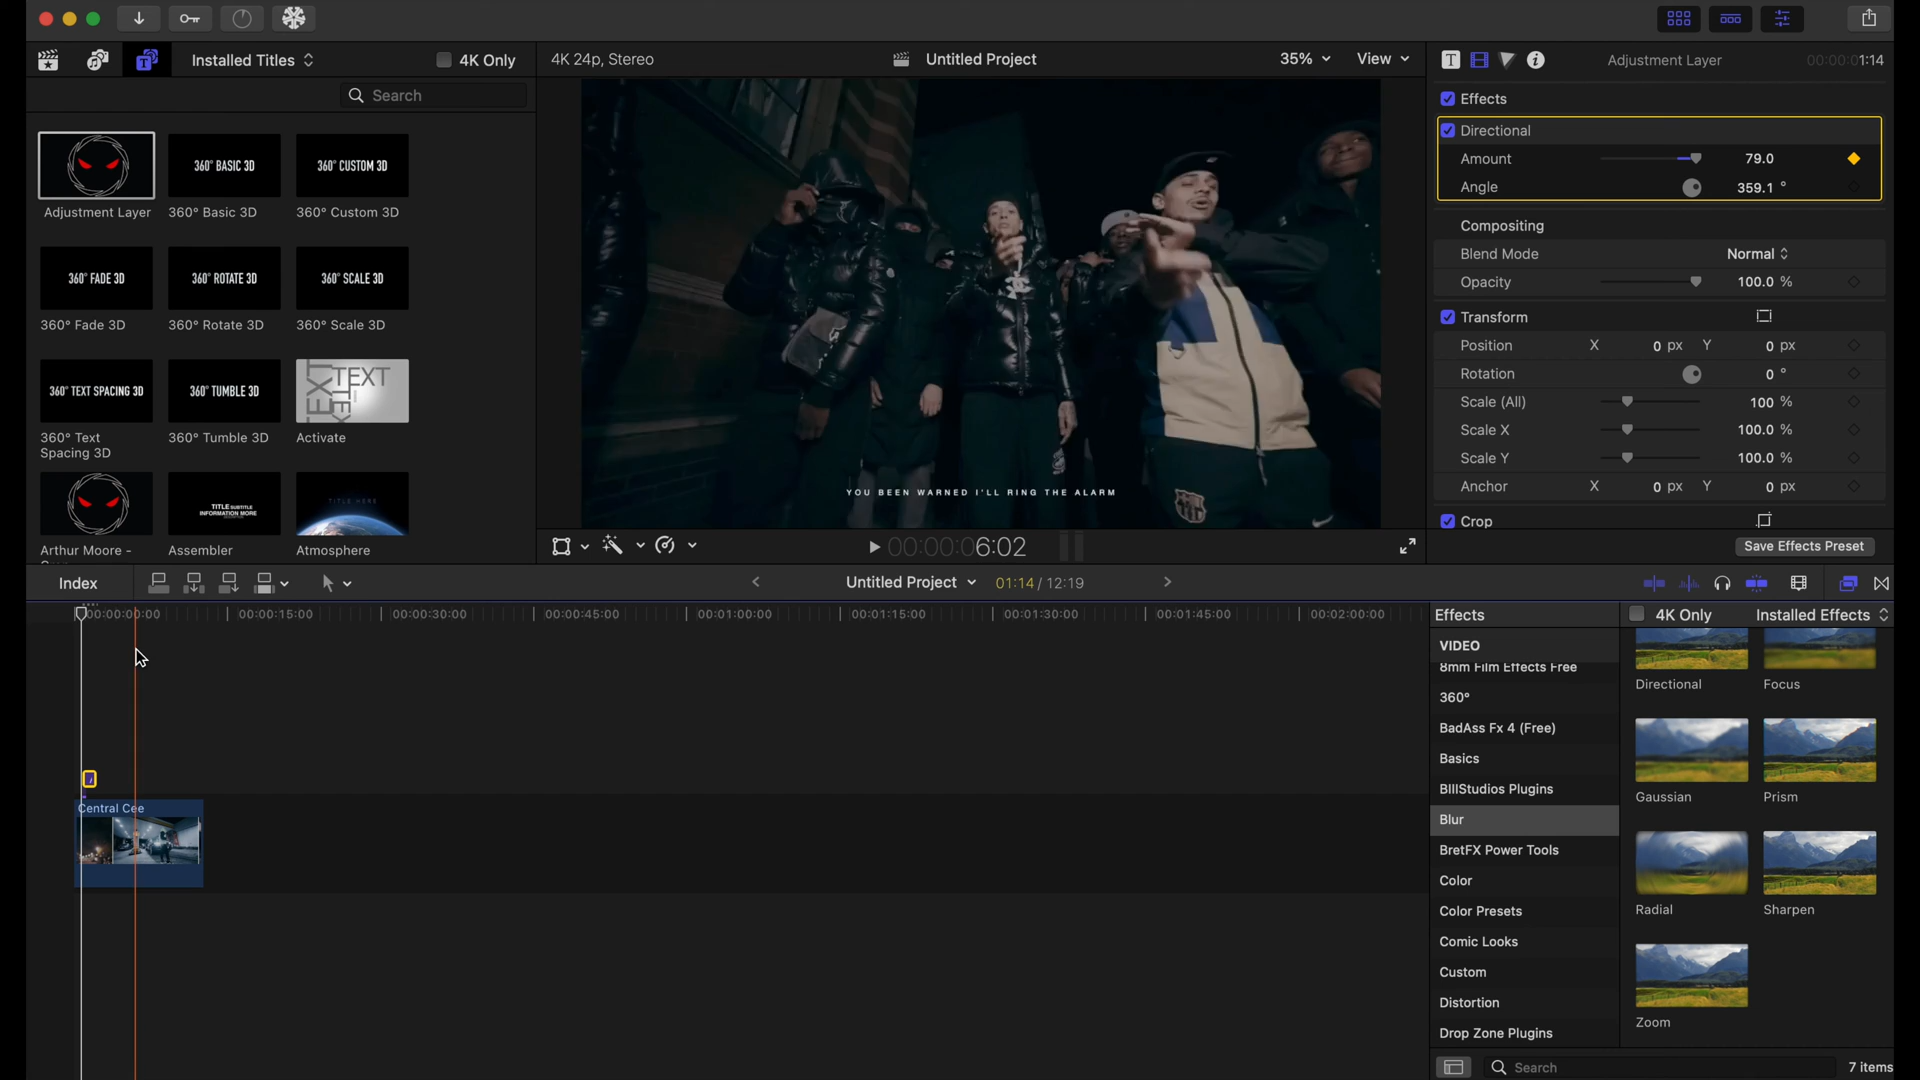 Installed Titles
4K Only
4K 24p, Stereo
Untitled Project
35%
View
Adjustment Layer
00:00:01:14
Search
Effects
Directional
Amount
79.0
Angle
359.1 °
Compositing
Blend Mode
Normal
Opacity
100.0 %
Transform
Position
X
0 px
Y
0 px
Rotation
0 °
Scale (All)
100 %
Scale X
100.0 %
Scale Y
100.0 %
Anchor
X
0 px
Y
0 px
Crop
Save Effects Preset
Adjustment Layer
360° BASIC 3D
360° Basic 3D
360° CUSTOM 3D
360° Custom 3D
360° FADE 3D
360° Fade 3D
360° ROTATE 3D
360° Rotate 3D
360° SCALE 3D
360° Scale 3D
360° TEXT SPACING 3D
360° Text
Spacing 3D
360° TUMBLE 3D
360° Tumble 3D
TEXT
Activate
Arthur Moore -
TITLE SUBTITLE
INFORMATION MORE
Assembler
TITLE HERE
Atmosphere
YOU BEEN WARNED I'LL RING THE ALARM
00:00:06:02
Index
Untitled Project
01:14 / 12:19
00:00:00:00
00:00:15:00
00:00:30:00
00:00:45:00
00:01:00:00
00:01:15:00
00:01:30:00
00:01:45:00
00:02:00:00
Central Cee
Effects
4K Only
Installed Effects
VIDEO
8mm Film Effects Free
360°
BadAss Fx 4 (Free)
Basics
BIllStudios Plugins
Blur
BretFX Power Tools
Color
Color Presets
Comic Looks
Custom
Distortion
Drop Zone Plugins
Directional
Focus
Gaussian
Prism
Radial
Sharpen
Zoom
Search
7 items